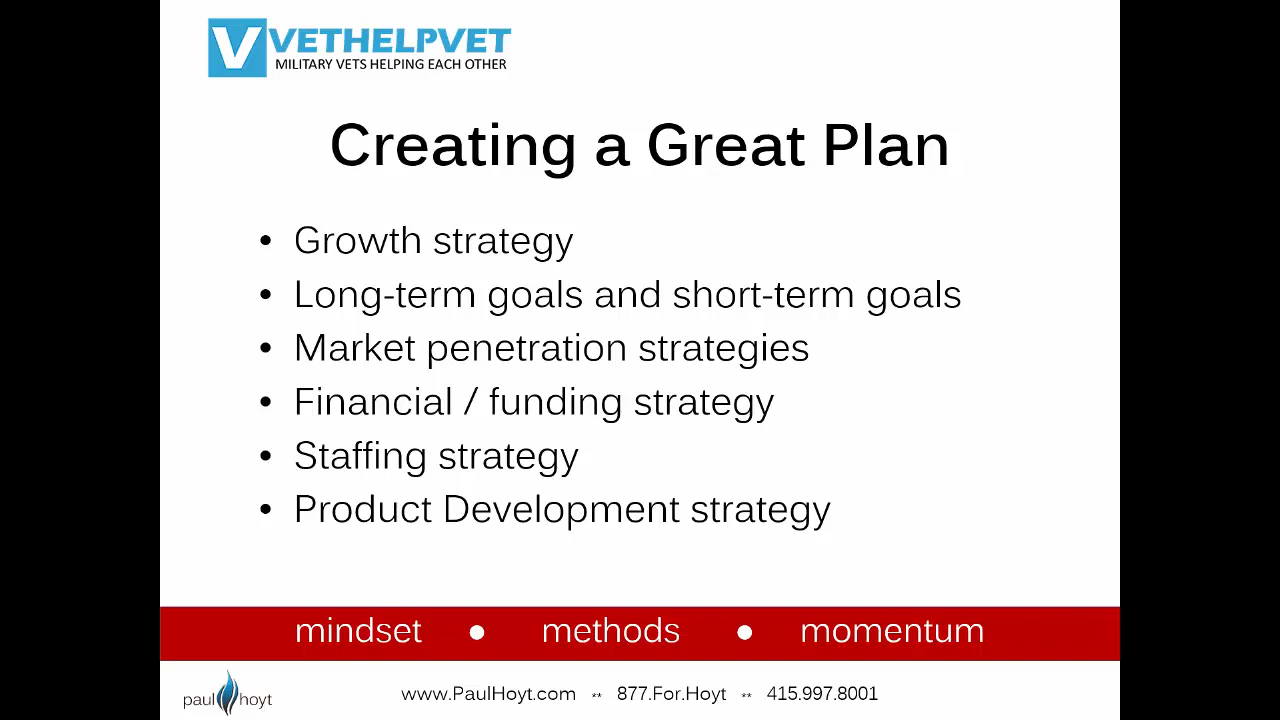 V VETHELPVET
MILITARY VETS HELPING EACH OTHER
Creating a Great Plan
• Growth strategy
• Long-term goals and short-term goals
• Market penetration strategies
• Financial / funding strategy
• Staffing strategy
• Product Development strategy
mindset ● methods ● momentum
paul hoyt www.PaulHoyt.com ** 877.For.Hoyt ** 415.997.8001